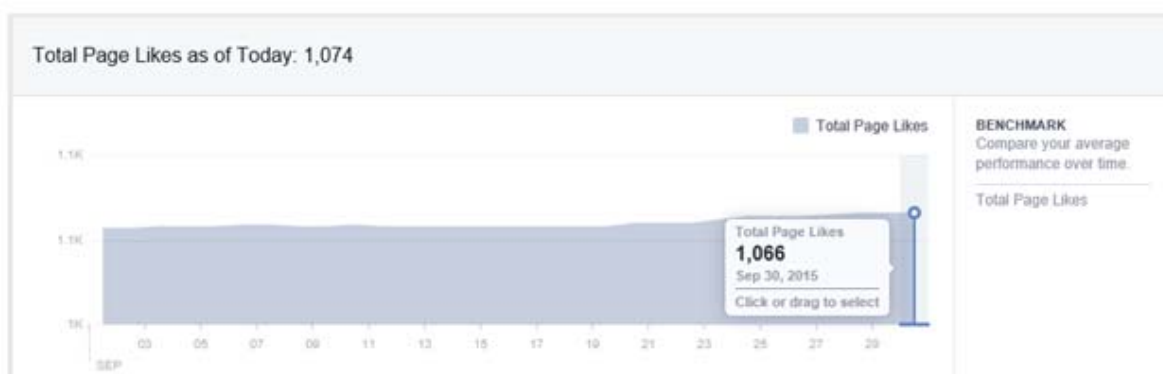 Total Page Likes as of Today: 1,074
Total Page Likes
BENCHMARK
Compare your average
performance over time.
Total Page Likes
1.1K
1.1K
1K
Total Page Likes
1,066
Sep 30, 2015
Click or drag to select
03 05 07 09 11 13 15 17 19 21 23 25 27 29
SEP